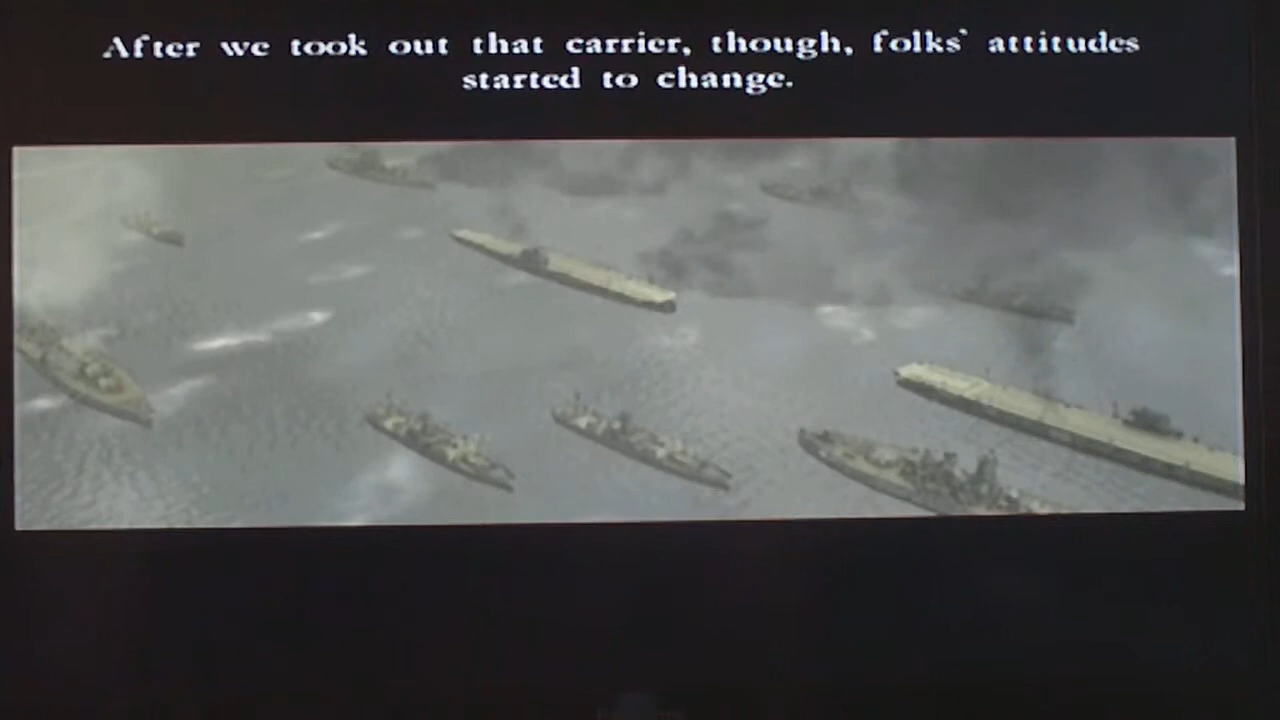 After we took out that carrier, though, folks' attitudes
started to change.